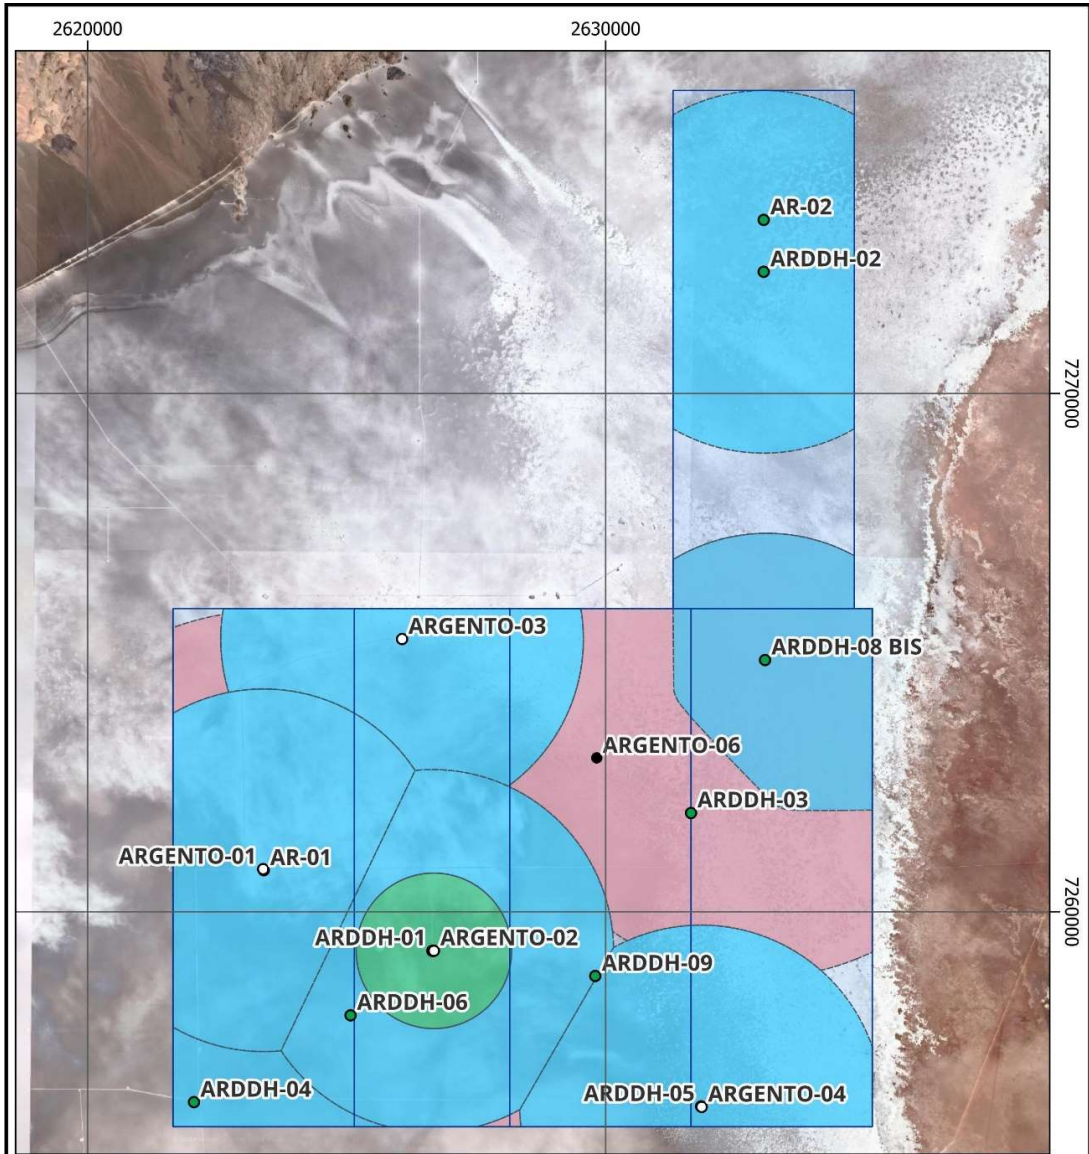 2620000
2630000
AR-02
ARDDH-02
7270000
ARGENTO-03
ARDDH-08 BIS
ARGENTO-06
ARDDH-03
ARGENTO-01 AR-01
7260000
ARDDH-01 ARGENTO-02
ARDDH-09
ARDDH-06
ARDDH-04
ARDDH-05 ARGENTO-04